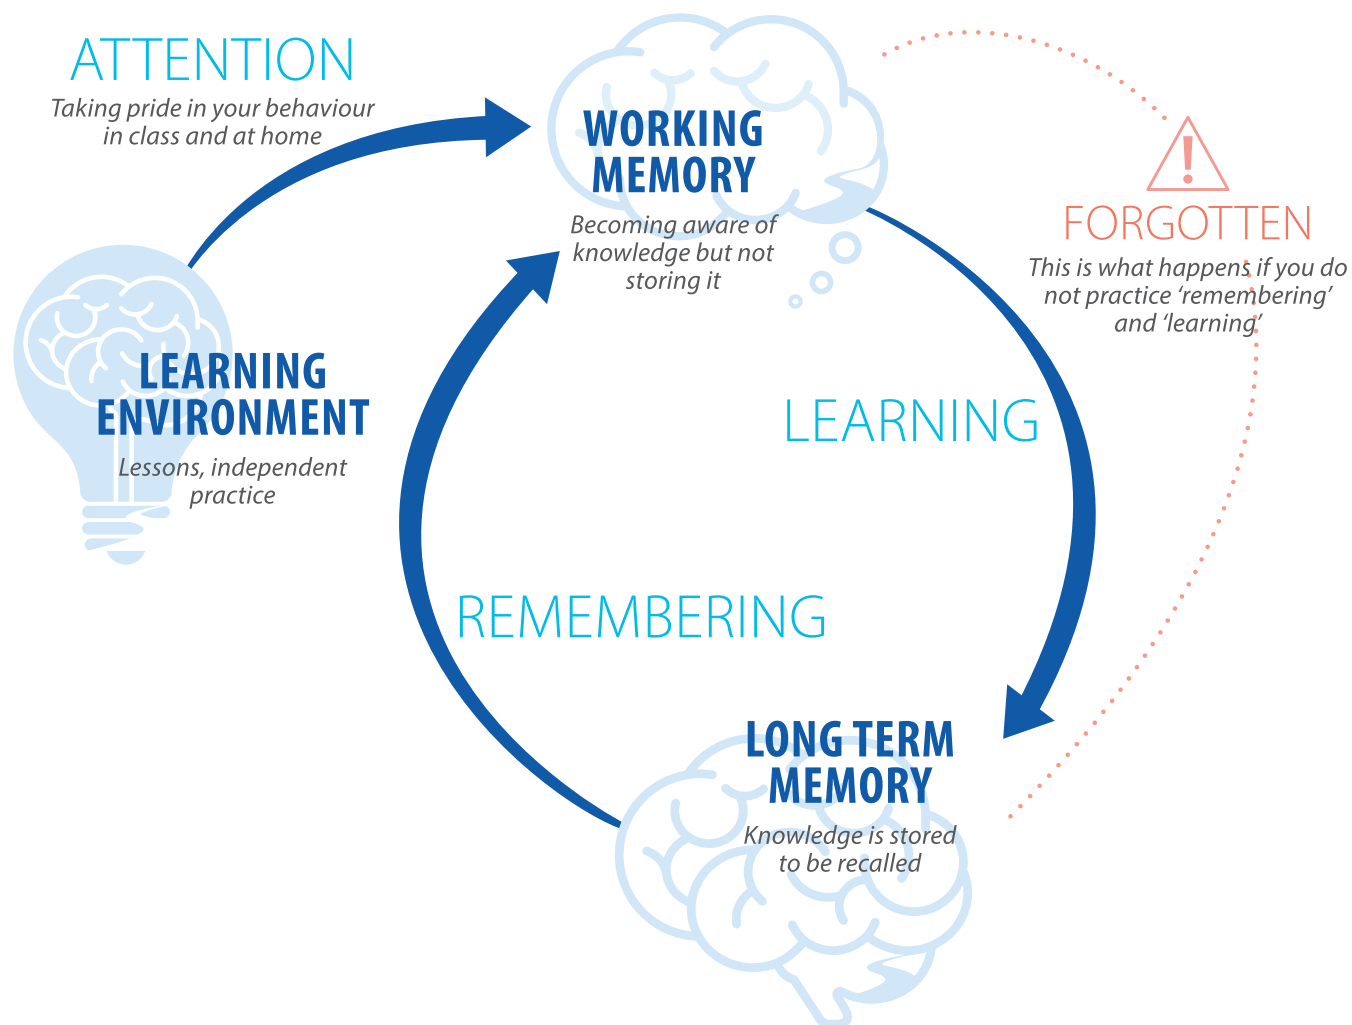 ATTENTION
Taking pride in your behaviour
in class and at home
WORKING
MEMORY
Becoming aware of
knowledge but not
storing it
FORGOTTEN
This is what happens if you do
not practice ‘remembering’
and ‘learning’
LEARNING
ENVIRONMENT
Lessons, independent
practice
LEARNING
REMEMBERING
LONG TERM
MEMORY
Knowledge is stored
to be recalled